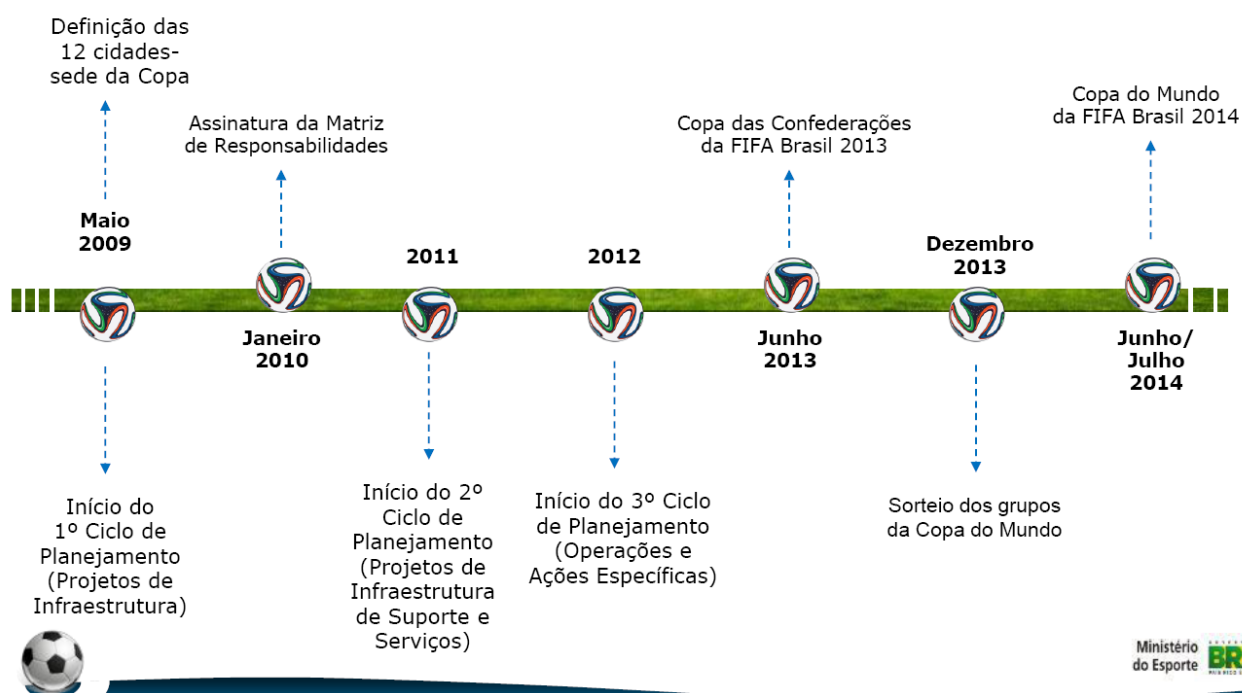 Definição das
12 cidades-
sede da Copa
Assinatura da Matriz
de Responsabilidades
Copa das Confederações
da FIFA Brasil 2013
Copa do Mundo
da FIFA Brasil 2014
Maio
2009
2011
2012
Dezembro
2013
Janeiro
2010
Junho
2013
Junho/
Julho
2014
Início do
1º Ciclo de
Planejamento
(Projetos de
Infraestrutura)
Início do 2º
Ciclo de
Planejamento
(Projetos de
Infraestrutura
de Suporte e
Serviços)
Início do 3º Ciclo
de Planejamento
(Operações e
Ações Específicas)
Sorteio dos grupos
da Copa do Mundo
Ministério
do Esporte
BR